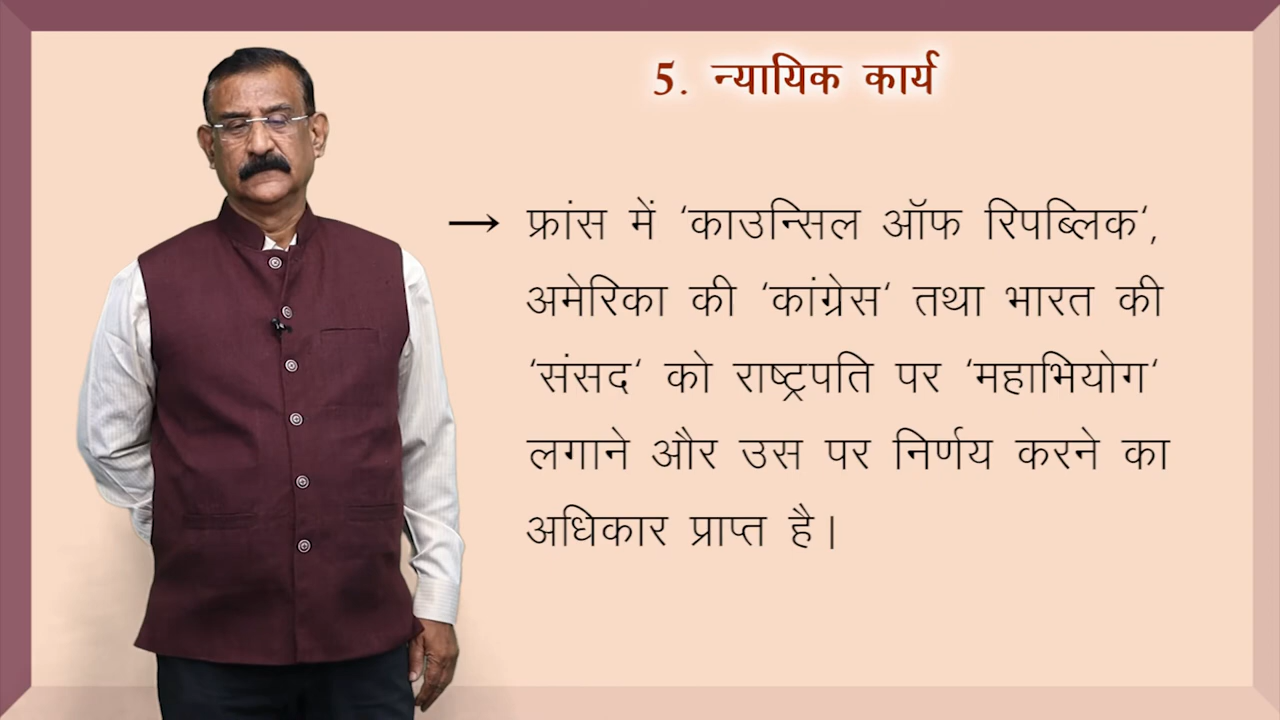 5. न्यायिक कार्य
→ फ्रांस में ‘काउन्सिल ऑफ रिपब्लिक‘,
अमेरिका की ‘कांग्रेस‘ तथा भारत की
‘संसद‘ को राष्ट्रपति पर ‘महाभियोग‘
लगाने और उस पर निर्णय करने का
अधिकार प्राप्त है।